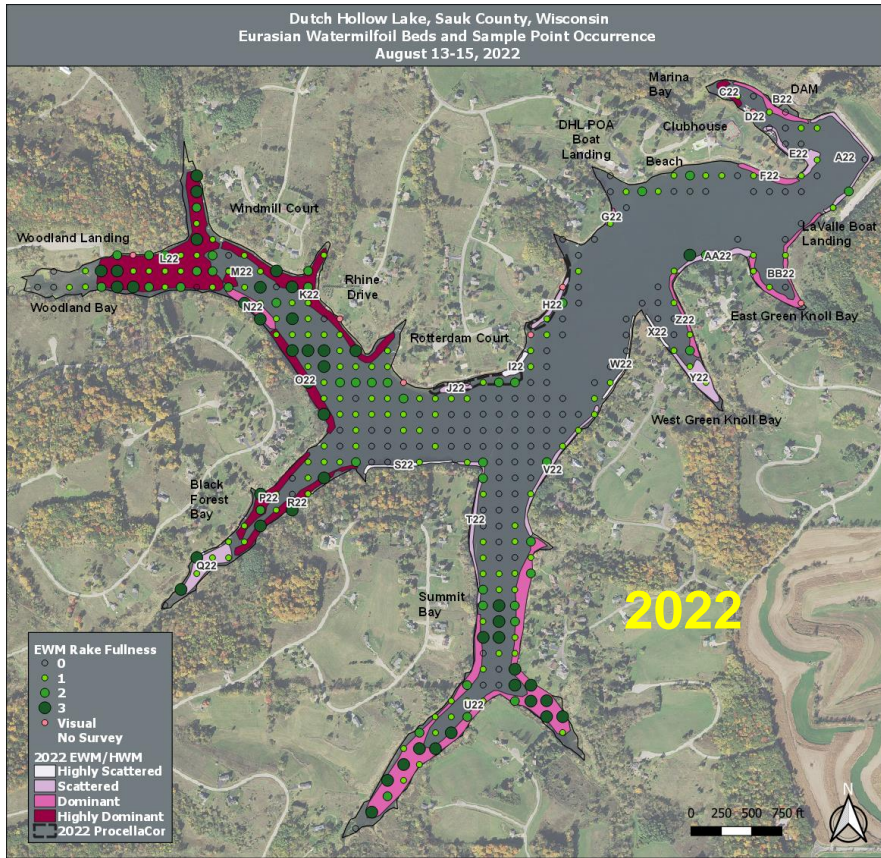 Dutch Hollow Lake, Sauk County, Wisconsin
Eurasian Watermilfoil Beds and Sample Point Occurrence
August 13-15, 2022
Marina
Bay
C22
B22
DAM
D22
DHL POA
Boat
Landing
Clubhouse
E22
A22
Beach
F22
G22
Windmill Court
Woodland Landing
L22
M22
LaValle Boat
Landing
AA22
BB22
Woodland Bay
K22
Rhine
Drive
N22
H22
East Green Knoll Bay
Z22
X22
Rotterdam Court
I22
W22
O22
J22
Y22
West Green Knoll Bay
S22
V22
Black
Forest
Bay
P22
R22
T22
Q22
Summit
Bay
2022
U22
EWM Rake Fullness
0
1
2
3
Visual
No Survey
2022 EWM/HWM
Highly Scattered
Scattered
Dominant
Highly Dominant
2022 ProcellaCor
N
0 250 500 750 ft